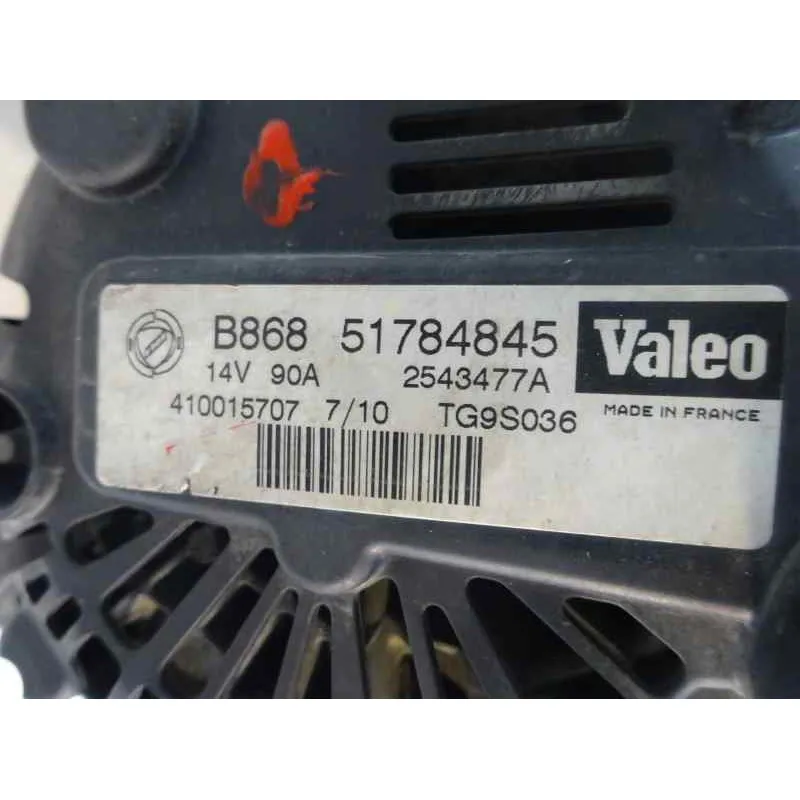 B868 51784845
Valeo
14V 90A 2543477A
410015707 7/10 TG9S036
MADE IN FRANCE